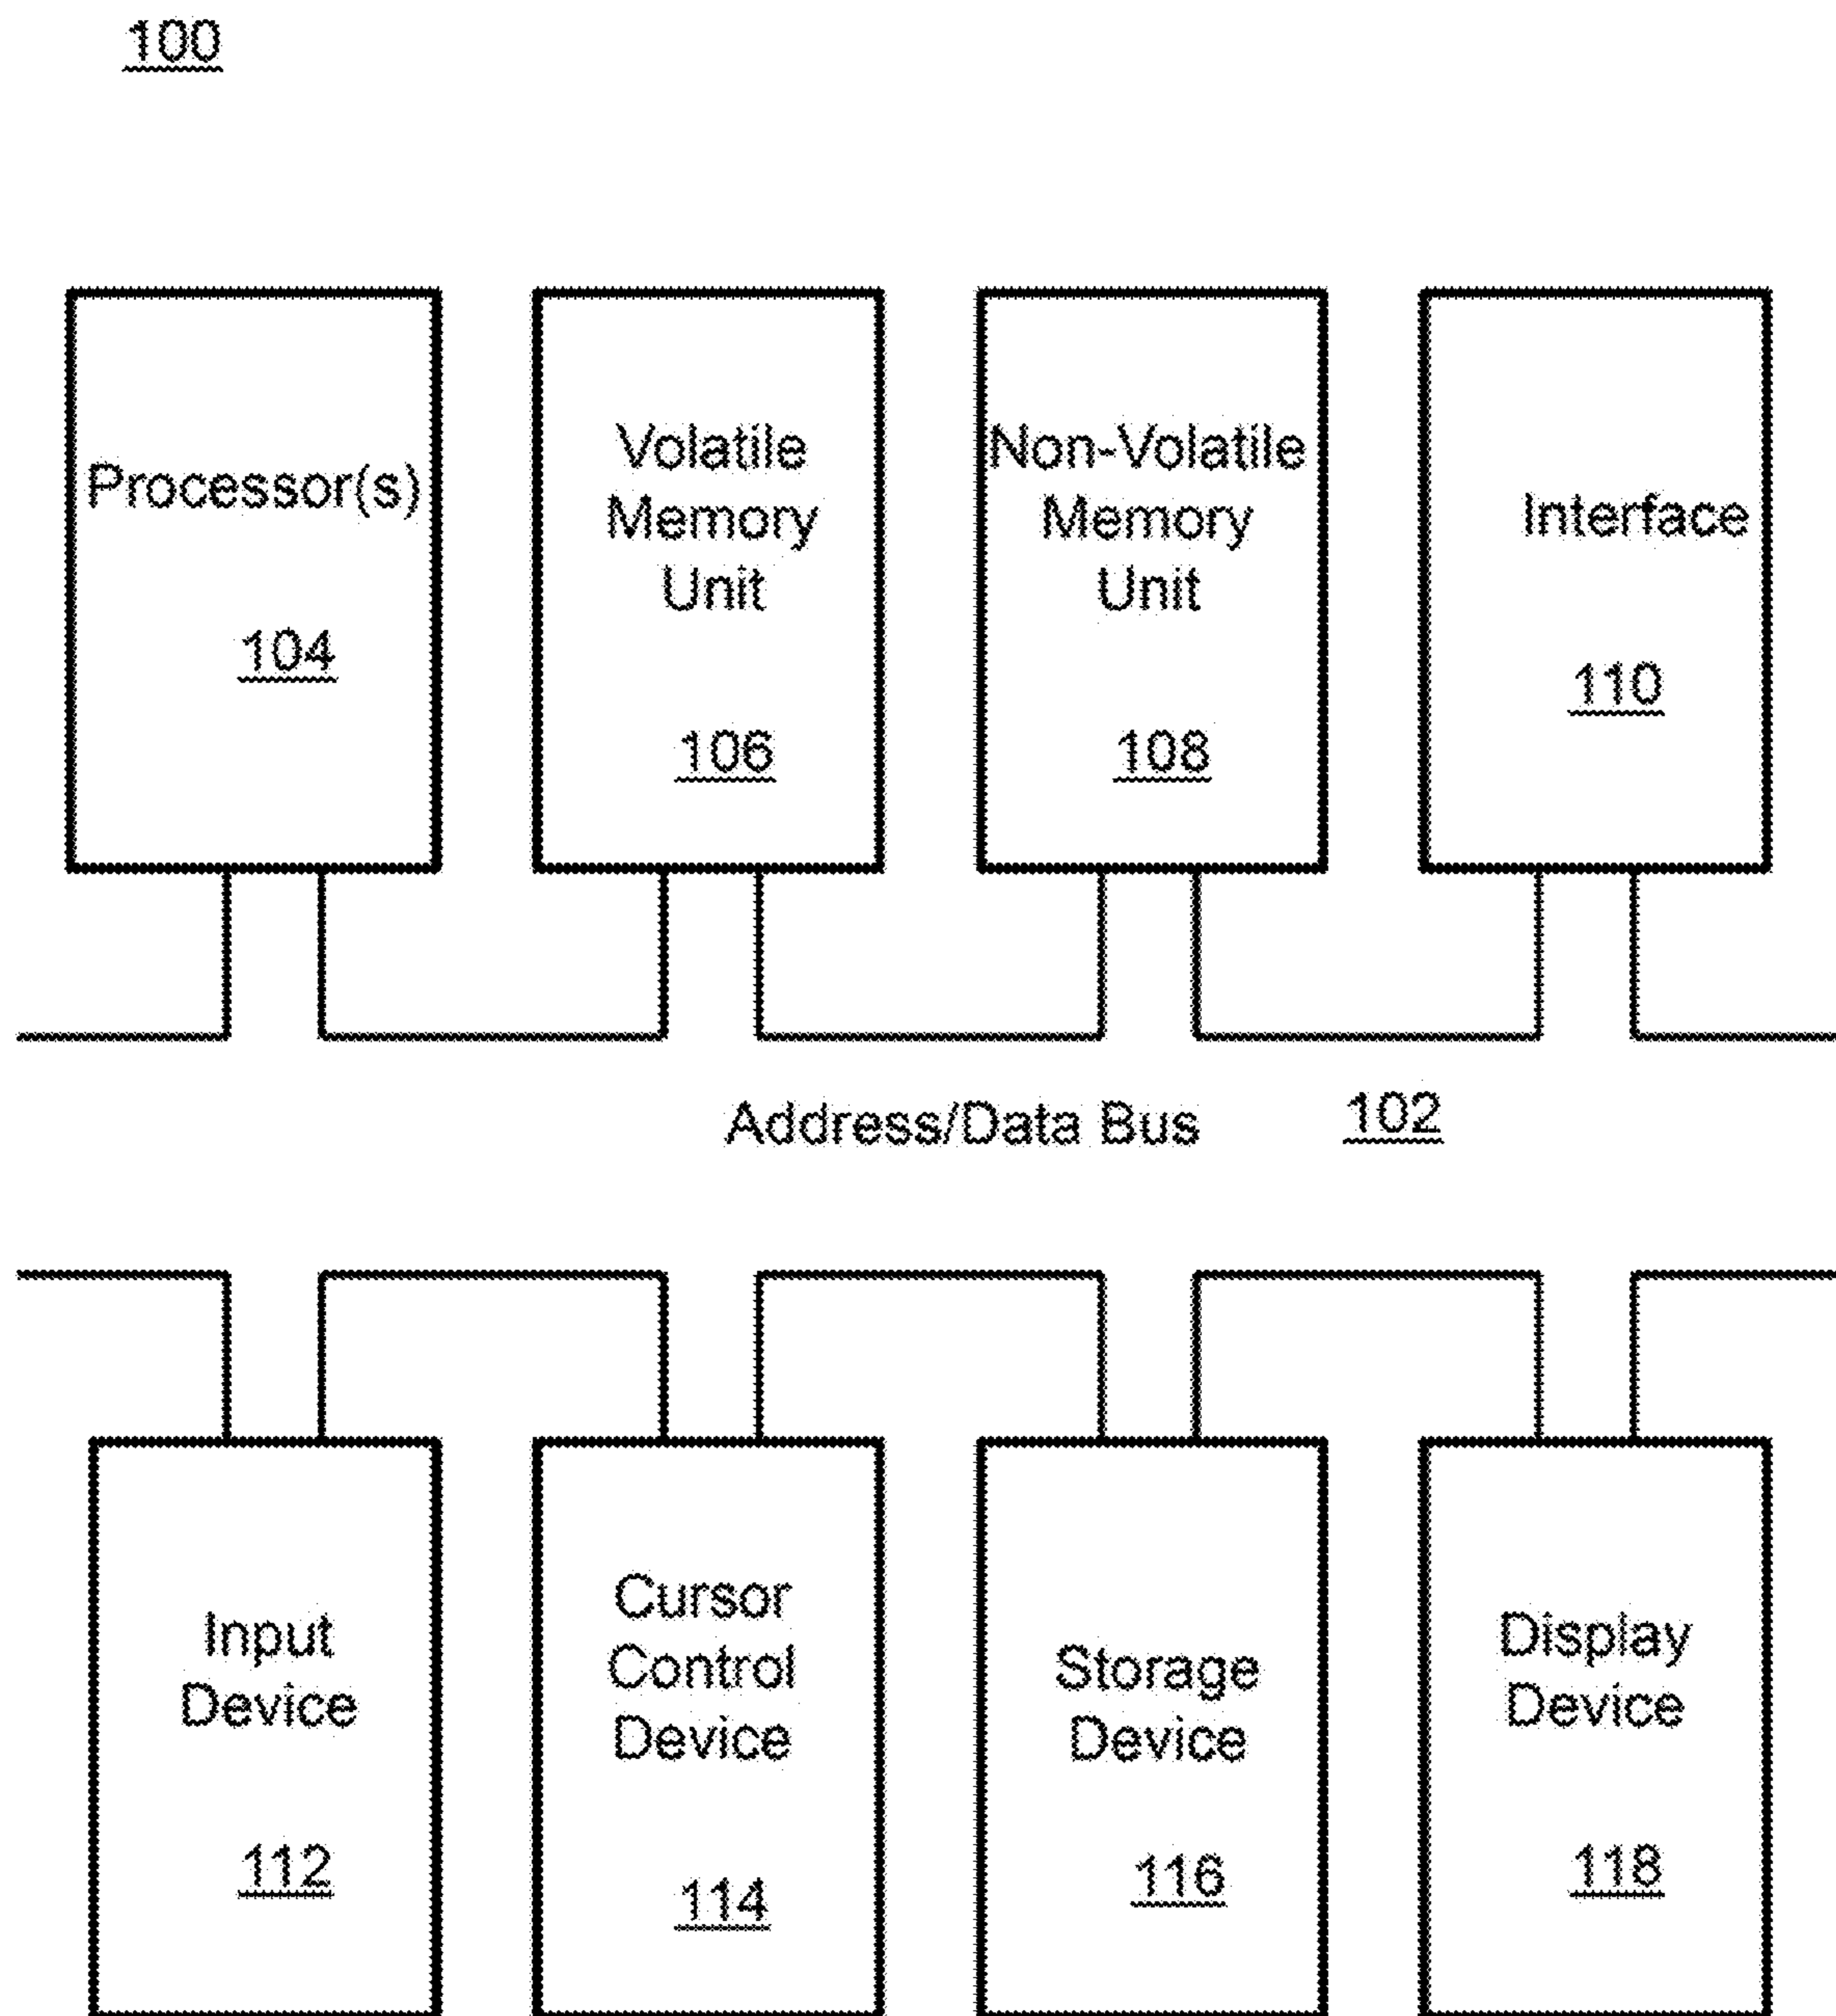 100
Processor(s)
104
Volatile
Memory
Unit
106
Non-Volatile
Memory
Unit
108
Interface
110
Address/Data Bus 102
Input
Device
112
Cursor
Control
Device
114
Storage
Device
116
Display
Device
118